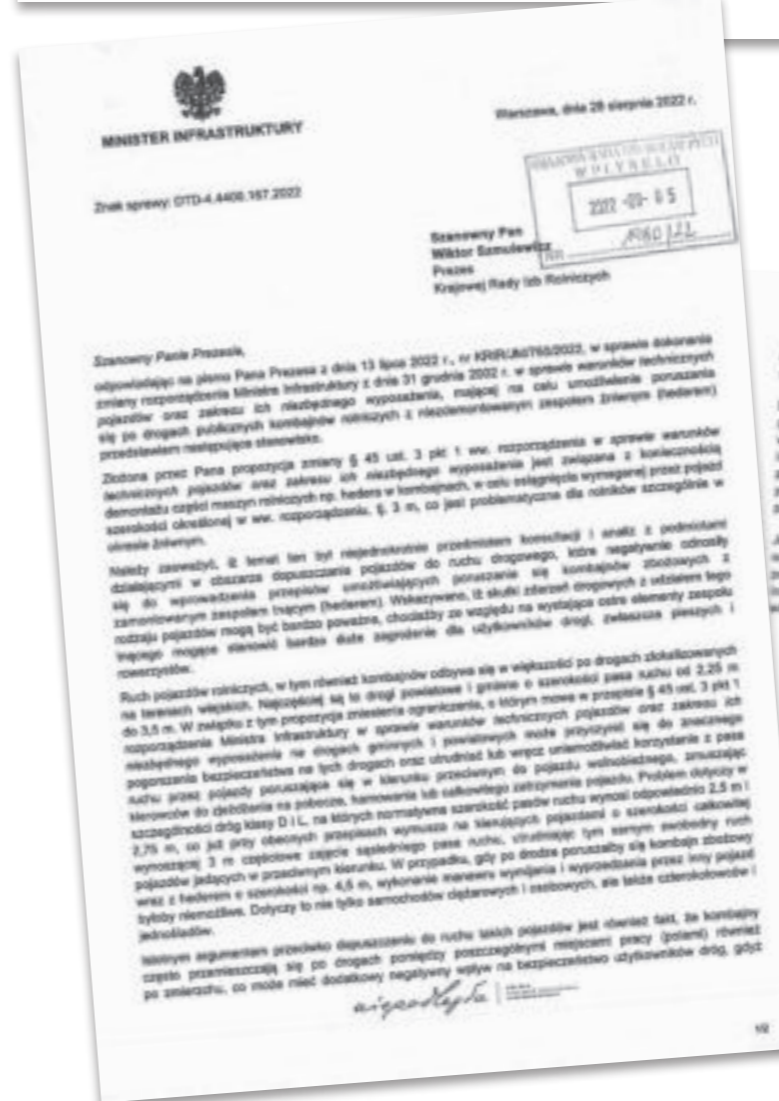 MINISTER INFRASTRUKTURY
Warszawa, dnia 28 sierpnia 2022 r.
Znak sprawy: DTD-4.4400.167.2022
WPŁYNĘŁO
2022 -09- 05
1980/22
Szanowny Pan
Wiktor Szmulewicz
Prezes
Krajowej Rady Izb Rolniczych
Szanowny Panie Prezesie,
odpowiadając na pismo Pana Prezesa z dnia 13 lipca 2022 r., nr w sprawie dokonania
zmiany rozporządzenia Ministra Infrastruktury z dnia 31 grudnia 2002 r. w sprawie warunków technicznych
pojazdów oraz zakresu ich niezbędnego wyposażenia, mającej na celu umożliwienie poruszania
się po drogach publicznych kombajnów rolniczych z niezdemontowanym zespołem żniwnym (hederem)
przedstawiam następujące stanowisko.
Złożona przez Pana propozycja zmiany § 45 ust. 3 pkt 1 ww. rozporządzenia w sprawie warunków
technicznych pojazdów oraz zakresu ich niezbędnego wyposażenia jest związana z koniecznością
demontażu części maszyn rolniczych np. hedera w kombajnach, w celu osiągnięcia wymaganej przez pojazd
szerokości określonej w ww. rozporządzeniu, tj. 3 m, co jest problematyczne dla rolników szczególnie w
okresie żniwnym.
Należy zauważyć, iż temat ten był niejednokrotnie przedmiotem konsultacji i analiz z podmiotami
działającymi w obszarze dopuszczania pojazdów do ruchu drogowego, które negatywnie odnosiły
się do wprowadzenia przepisów umożliwiających poruszanie się kombajnów zbożowych z
zamontowanym zespołem tnącym (hederem). Wskazywano, iż skutki zderzeń drogowych z udziałem tego
rodzaju pojazdów mogą być bardzo poważne, chociażby ze względu na wystające ostre elementy zespołu
tnącego mogące stanowić bardzo duże zagrożenie dla użytkowników drogi, zwłaszcza pieszych i
rowerzystów.
Ruch pojazdów rolniczych, w tym również kombajnów odbywa się w większości po drogach zlokalizowanych
na terenach wiejskich. Najczęściej są to drogi powiatowe i gminne o szerokości pasa ruchu od 2,25 m
do 3,5 m. W związku z tym propozycja zniesienia ograniczenia, o którym mowa w przepisie § 45 ust. 3 pkt 1
rozporządzenia Ministra Infrastruktury w sprawie warunków technicznych pojazdów oraz zakresu ich
niezbędnego wyposażenia na drogach gminnych i powiatowych może przyczynić się do znacznego
pogorszenia bezpieczeństwa na tych drogach oraz utrudniać lub wręcz uniemożliwiać korzystanie z pasa
ruchu przez pojazdy poruszające się w kierunku przeciwnym do pojazdu wolnobieżnego, zmuszając
kierowców do zjeżdżania na pobocze, hamowania lub całkowitego zatrzymania pojazdu. Problem dotyczy w
szczególności dróg klasy D i L, na których normatywna szerokość pasów ruchu wynosi odpowiednio 2,5 m i
2,75 m, co już przy obecnych przepisach wymusza na kierujących pojazdami o szerokości całkowitej
wynoszącej 3 m częściowe zajęcie sąsiedniego pasa ruchu, utrudniając tym samym swobodny ruch
pojazdów jadących w przeciwnym kierunku. W przypadku, gdy po drodze poruszałby się kombajn zbożowy
wraz z hederem o szerokości np. 4,5 m, wykonanie manewru wymijania i wyprzedzania przez inny pojazd
byłoby niemożliwe. Dotyczy to nie tylko samochodów ciężarowych i osobowych, ale także czterokołowców i
jednośladów.
Istotnym argumentem przeciwko dopuszczeniu do ruchu takich pojazdów jest również fakt, że kombajny
często przemieszczają się po drogach pomiędzy poszczególnymi miejscami pracy (polami) również
po zmierzchu, co może mieć dodatkowy negatywny wpływ na bezpieczeństwo użytkowników dróg, gdyż
niepodległa
1/2